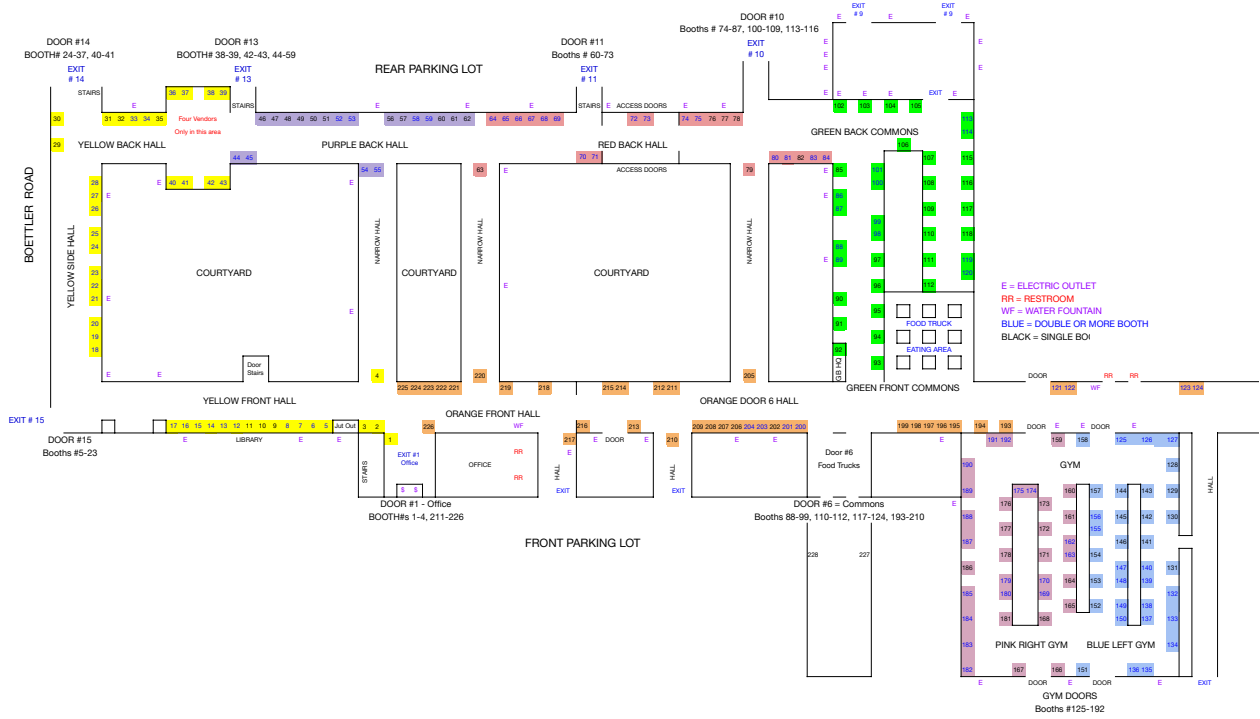 DOOR #10
Booths # 74-87, 100-109, 113-116
EXIT
# 10
E
EXIT
# 9
E
EXIT
# 9
E
DOOR #14
BOOTH# 24-37, 40-41
EXIT
# 14
DOOR #13
BOOTH# 38-39, 42-43, 44-59
EXIT
# 13
DOOR #11
Booths # 60-73
EXIT
# 11
REAR PARKING LOT
E
E
E
E
E
E
STAIRS
36 37 38 39
STAIRS
STAIRS
E ACCESS DOORS E
E
E EXIT E
E
E
E
E
E
102 103 104 105
30
31 32 33 34 35
Four Vendors
Only in this area
46 47 48 49 50 51 52 53
56 57 58 59 60 61 62
64 65 66 67 68 69
72 73
74 75 76 77 78
113
114
GREEN BACK COMMONS
29
YELLOW BACK HALL
PURPLE BACK HALL
RED BACK HALL
106
44 45
70 71
80 81 82 83 84
107
115
54 55
63
E
ACCESS DOORS
79
85
101
100
108
116
28
27
26
E
E
40 41 42 43
E
E
86
87
109
117
BOETTLER ROAD
YELLOW SIDE HALL
25
24
NARROW HALL
NARROW HALL
NARROW HALL
99
98
110
118
88
89
E
97
111
119
120
23
22
21
E
COURTYARD
COURTYARD
COURTYARD
E
96
112
E
90
95
20
19
18
91
94
FOOD TRUCK
EATING AREA
92
93
GB HQ
E = ELECTRIC OUTLET
RR = RESTROOM
WF = WATER FOUNTAIN
BLUE = DOUBLE OR MORE BOOTH
Door
Stairs
4
E
E
220
205
225 224 223 222 221
219
218
215 214
212 211
GREEN FRONT COMMONS
DOOR
RR
RR
121 122
WF
123 124
YELLOW FRONT HALL
ORANGE FRONT HALL
ORANGE DOOR 6 HALL
EXIT # 15
17 16 15 14 13 12 11 10 9 8 7 6 5
Jut Out
3 2
1
226
WF
216
217
213
210
209 208 207 206 204 203 202 201 200
199 198 197 196 195
194
193
DOOR
E
E
DOOR
E
DOOR #15
Booths #5-23
E
LIBRARY
E
E
STAIRS
EXIT #1
Office
5 5
OFFICE
RR
RR
E
E
HALL
EXIT
E
DOOR
HALL
EXIT
E
E
Door #6
Food Trucks
E
191 192
159
158
125 126 127
190
GYM
128
189
175 174
160
157
144
143
129
HALL
DOOR #1 - Office
BOOTH#s 1-4, 211-226
DOOR #6 = Commons
Booths 88-99, 110-112, 117-124, 193-210
E
188
176
173
161
156
155
145
142
130
187
177
172
162
163
146
141
FRONT PARKING LOT
228
227
186
178
171
154
147
148
140
139
131
185
179
180
170
169
164
153
132
184
181
168
165
152
149
150
138
137
133
183
PINK RIGHT GYM
BLUE LEFT GYM
134
182
167
166
151
136 135
E
DOOR
E
DOOR
E
EXIT
GYM DOORS
Booths #125-192